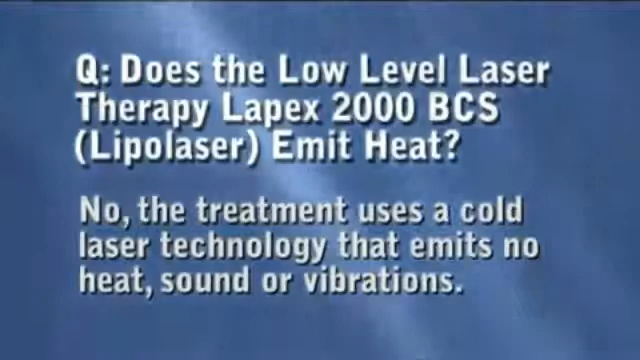 Q: Does the Low Level Laser
Therapy Lapex 2000 BCS
(Lipolaser) Emit Heat?
No, the treatment uses a cold
laser technology that emits no
heat, sound or vibrations.